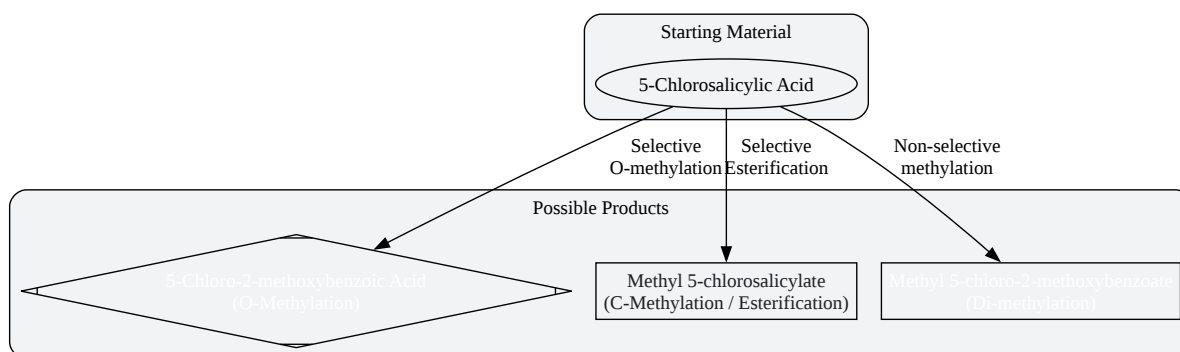 Starting Material
5-Chlorosalicylic Acid
Selective
O-methylation
Selective
Esterification
Non-selective
methylation
Possible Products
5-Chloro-2-methoxybenzoic Acid
(O-Methylation)
Methyl 5-chlorosalicylate
(C-Methylation / Esterification)
Methyl 5-chloro-2-methoxybenzoate
(Di-methylation)